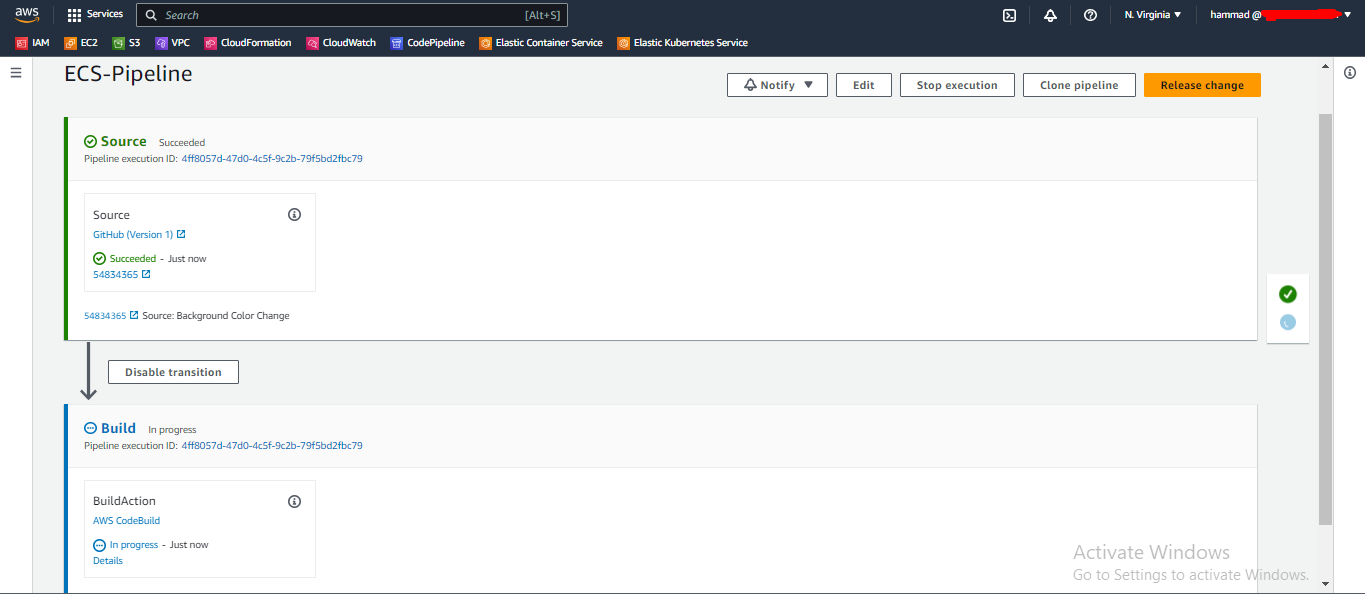 aws Services Search [Alt+S] N. Virginia hammad @
IAM EC2 S3 VPC CloudFormation CloudWatch CodePipeline Elastic Container Service Elastic Kubernetes Service
ECS-Pipeline
Notify Edit Stop execution Clone pipeline Release change
Source Succeeded
Pipeline execution ID: 4ff8057d-47d0-4c5f-9c2b-79f5bd2fbc79
Source
GitHub (Version 1)
Succeeded - Just now
54834365
54834365 Source: Background Color Change
Disable transition
Build In progress
Pipeline execution ID: 4ff8057d-47d0-4c5f-9c2b-79f5bd2fbc79
BuildAction
AWS CodeBuild
In progress - Just now
Details
Activate Windows
Go to Settings to activate Windows.